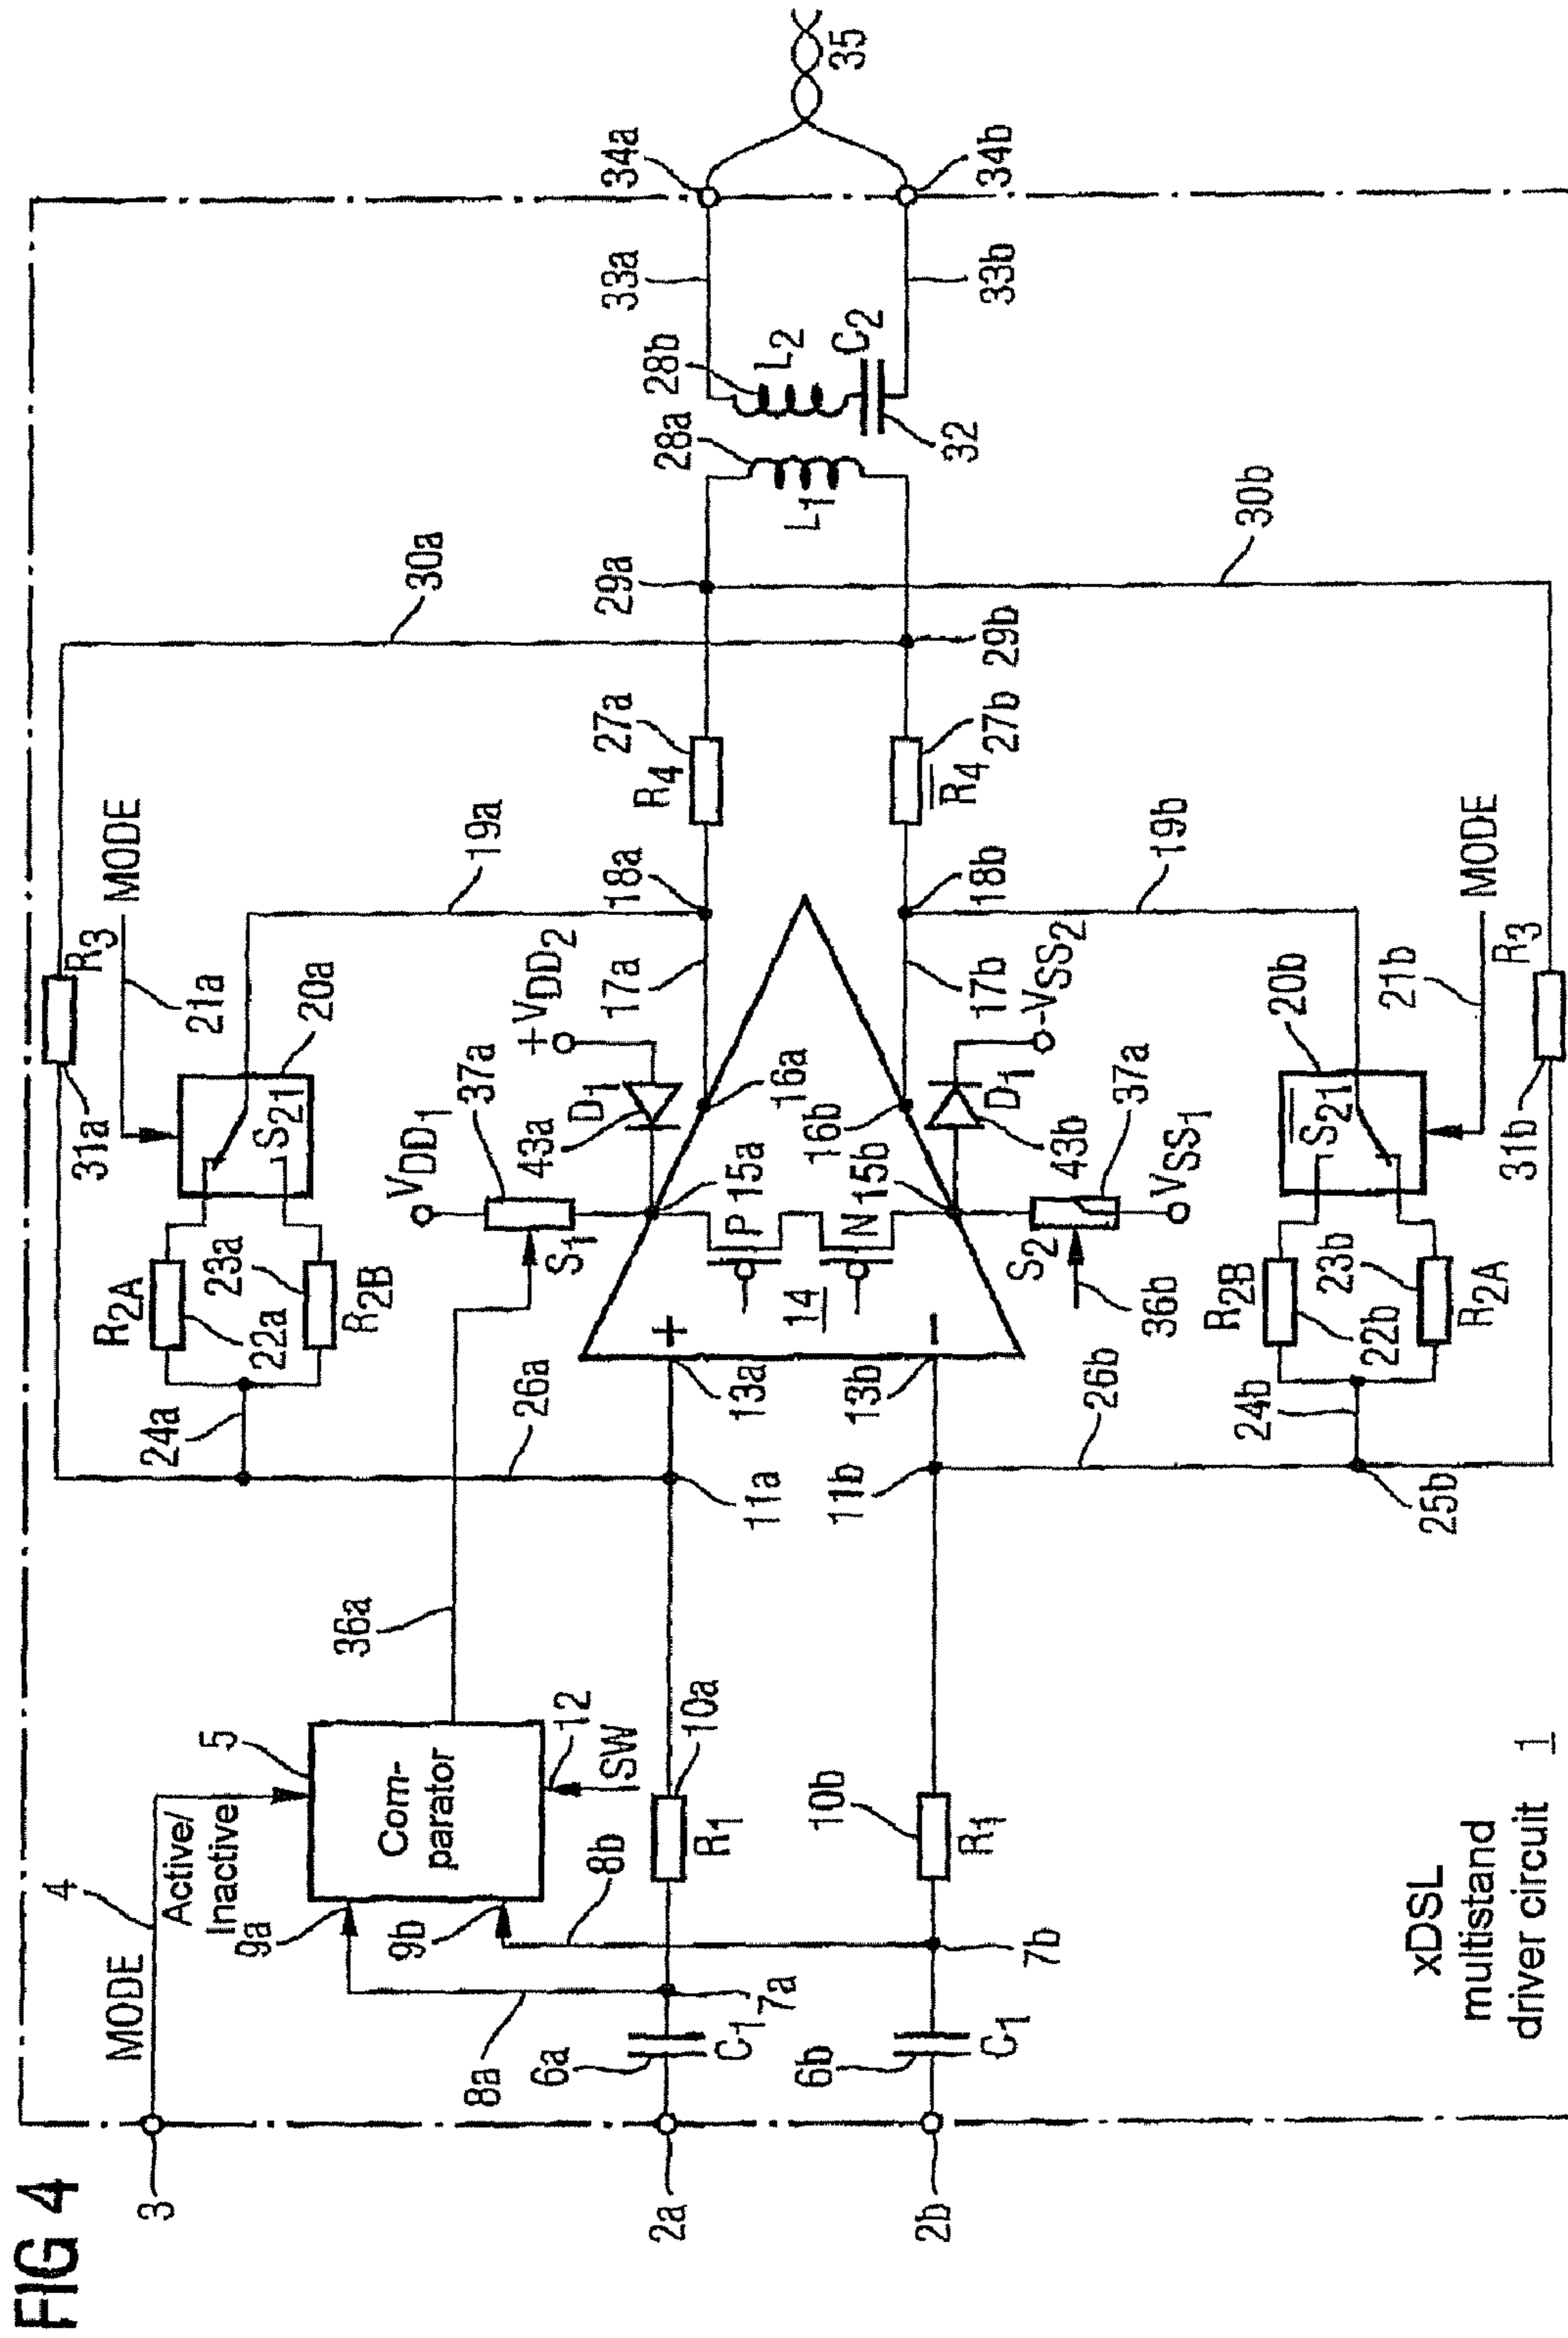 FIG 4
3
MODE
4
Active/
Inactive
5
Com-
parator
9a
9b
8a
8b
12
SW
36a
2a
6a
C1
7a
R1
10a
11a
13a
2b
6b
C1
7b
10b
R1
11b
13b
31a
R3
MODE
21a
20a
S21
R2A
22a
23a
R2B
24a
26a
19a
30a
VDD1
37a
S1
43a
D1
+VDD2
15a
16a
17a
18a
R4
27a
29a
+
P
14
N
−
15b
16b
17b
18b
R4
27b
29b
D1
43b
-VSS2
37a
S2
36b
VSS1
19b
20b
S21
R2B
22b
23b
R2A
24b
25b
26b
MODE
21b
R3
31b
30b
L1
28a
28b
L2
C2
32
33a
33b
34a
34b
35
xDSL
multistand
driver circuit 1